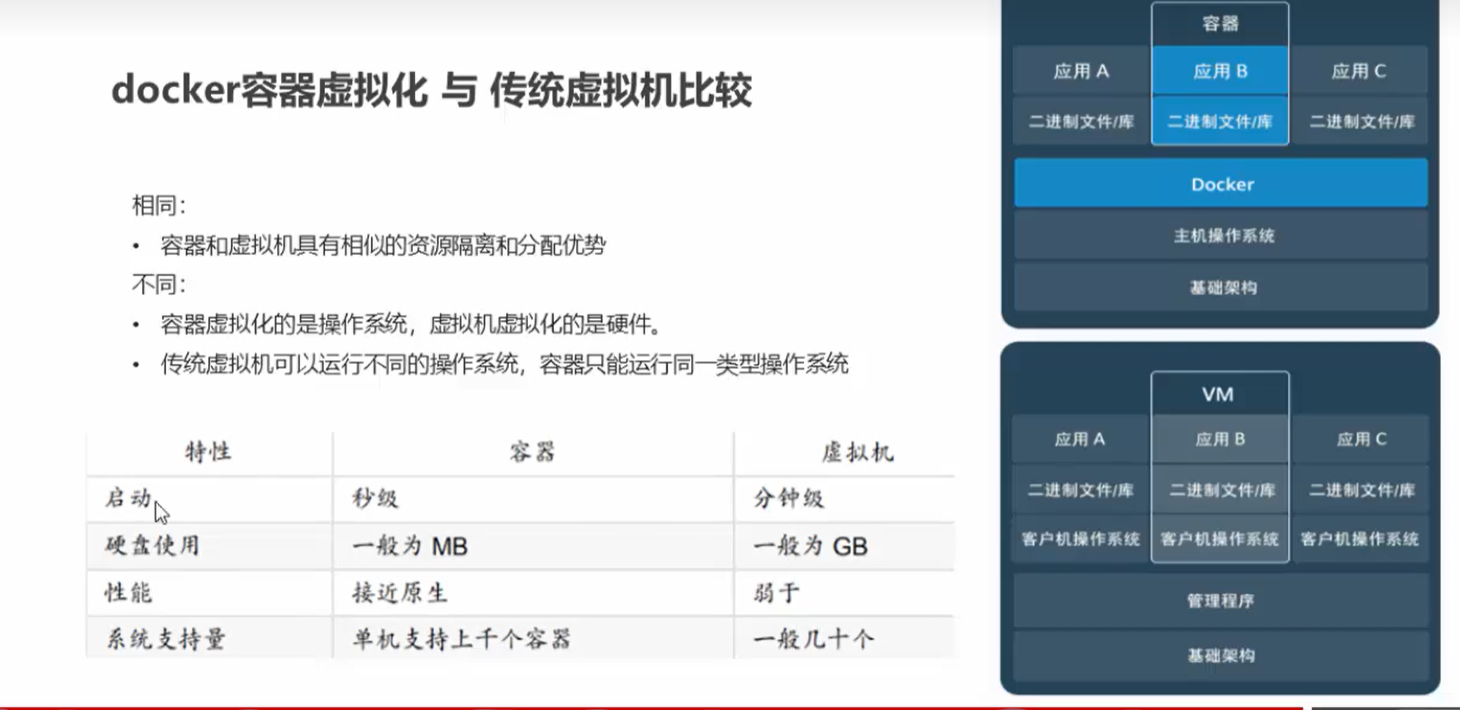 docker容器虚拟化 与 传统虚拟机比较
相同：
• 容器和虚拟机具有相似的资源隔离和分配优势
不同：
• 容器虚拟化的是操作系统，虚拟机虚拟化的是硬件。
• 传统虚拟机可以运行不同的操作系统，容器只能运行同一类型操作系统
特性 容器 虚拟机
启动 秒级 分钟级
硬盘使用 一般为 MB 一般为 GB
性能 接近原生 弱于
系统支持量 单机支持上千个容器 一般几十个
容器
应用 A 应用 B 应用 C
二进制文件/库 二进制文件/库 二进制文件/库
Docker
主机操作系统
基础架构
VM
应用 A 应用 B 应用 C
二进制文件/库 二进制文件/库 二进制文件/库
客户机操作系统 客户机操作系统 客户机操作系统
管理程序
基础架构